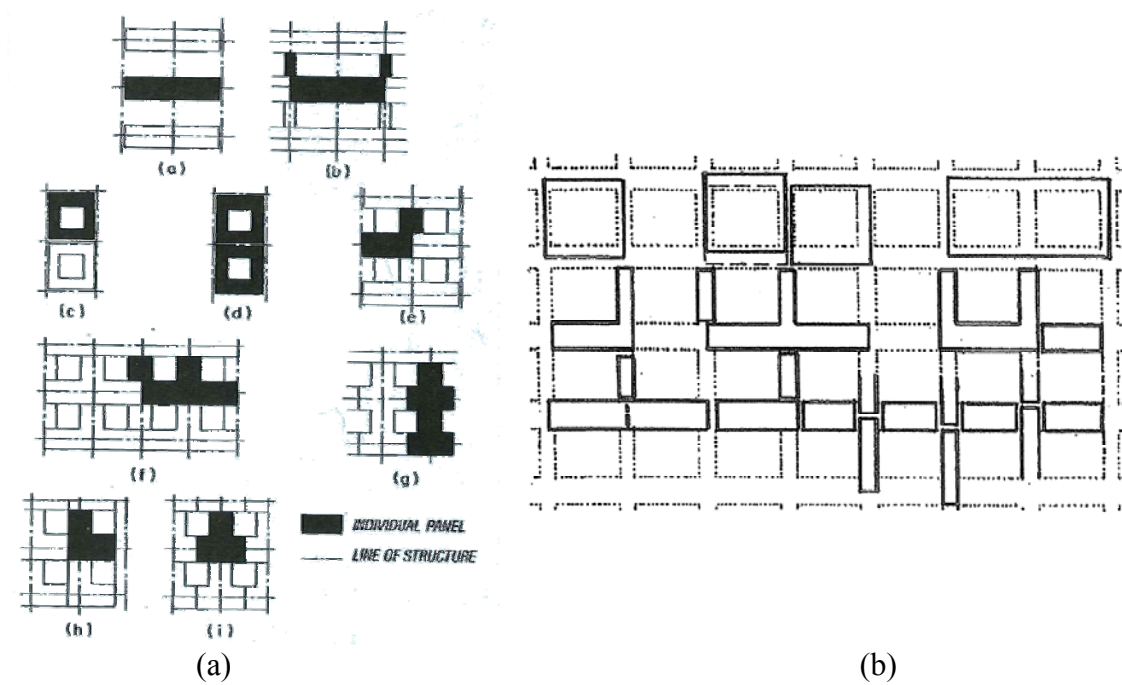 (a) (b)
(c) (d) (e)
(f) (g)
INDIVIDUAL PANEL
LINE OF STRUCTURE
(h) (i)
(a) (b)